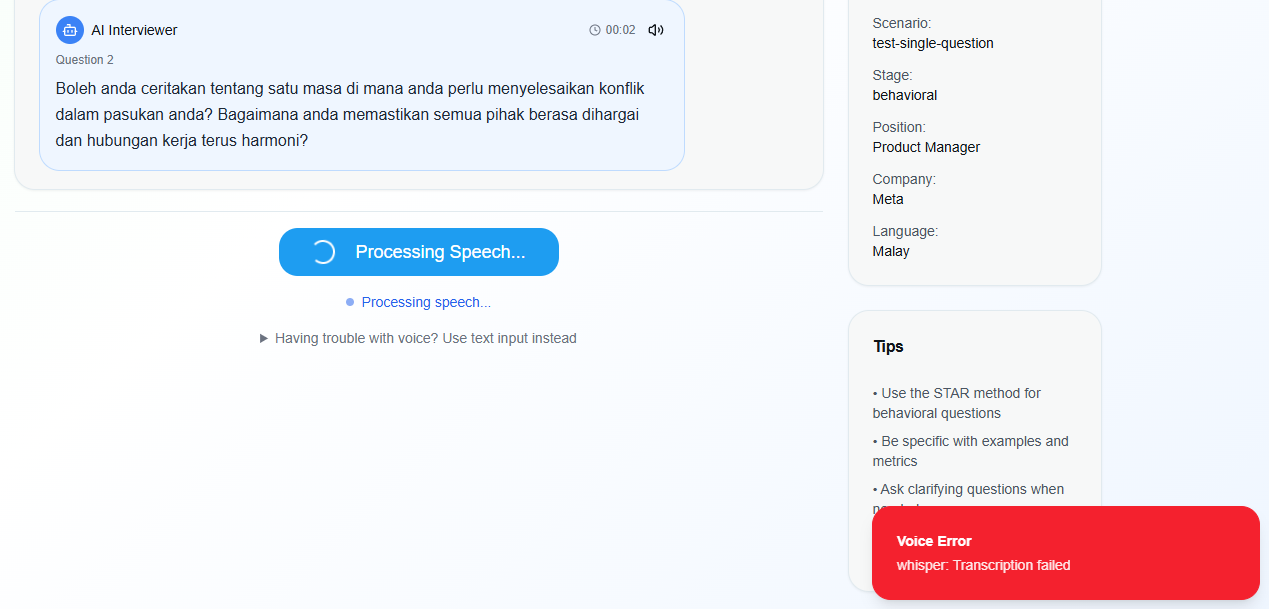 AI Interviewer
00:02
Question 2
Boleh anda ceritakan tentang satu masa di mana anda perlu menyelesaikan konflik
dalam pasukan anda? Bagaimana anda memastikan semua pihak berasa dihargai
dan hubungan kerja terus harmoni?
Processing Speech...
Processing speech...
▶ Having trouble with voice? Use text input instead
Scenario:
test-single-question
Stage:
behavioral
Position:
Product Manager
Company:
Meta
Language:
Malay
Tips
• Use the STAR method for
behavioral questions
• Be specific with examples and
metrics
• Ask clarifying questions when
Voice Error
whisper: Transcription failed